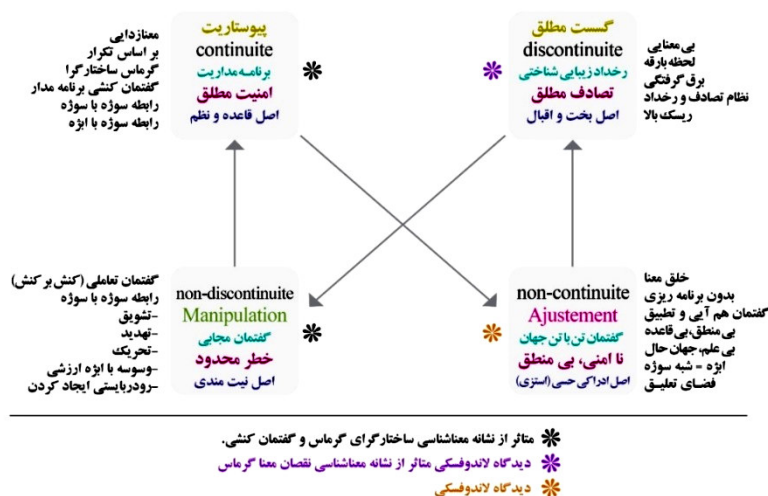 پیوستاریت
continuite
برنامه مداریت
امنیت مطلق
اصل قاعده و نظم
معنازدایی
بر اساس تکرار
گرماس ساختارگرا
گفتمان کنشی برنامه مدار
رابطه سوژه با سوژه
رابطه سوژه با ابژه
گسست مطلق
discontinuite
رخداد زیبایی شناختی
تصادف مطلق
اصل بخت و اقبال
بی معنایی
لحظه بارقه
برق گرفتگی
نظام تصادف و رخداد
ریسک بالا
non-discontinuite
Manipulation
گفتمان مجابی
خطر محدود
اصل نیت مندی
گفتمان تعاملی (کنش بر کنش)
رابطه سوژه با سوژه
-تشویق
-تهدید
-تحریک
-وسوسه با ابژه ارزشی
-رودربایستی ایجاد کردن
non-continuite
Ajustement
گفتمان تن با تن جهان
نا امنی، بی منطق
اصل ادراکی حسی (استزی)
خلق معنا
بدون برنامه ریزی
گفتمان هم آیی و تطبیق
بی منطق، بی قاعده
بی علم، جهان حال
ابژه = شبه سوژه
فضای تعلیق
متاثر از نشانه معناشناسی ساختارگرای گرماس و گفتمان کنشی.
دیدگاه لاندوفسکی متاثر از نشانه معناشناسی نقصان معنا گرماس
دیدگاه لاندوفسکی